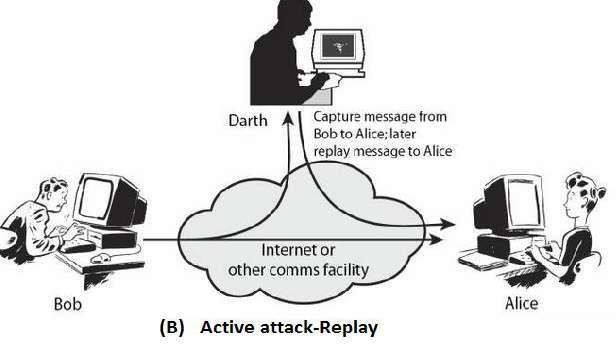 Darth
Capture message from
Bob to Alice; later
replay message to Alice
Internet or
other comms facility
Bob
Alice
(B) Active attack-Replay